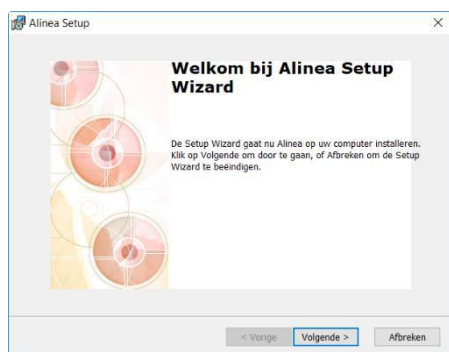 Alinea Setup
Welkom bij Alinea Setup
Wizard
De Setup Wizard gaat nu Alinea op uw computer installeren.
Klik op Volgende om door te gaan, of Afbreken om de Setup
Wizard te beëindigen.
< Vorige Volgende > Afbreken